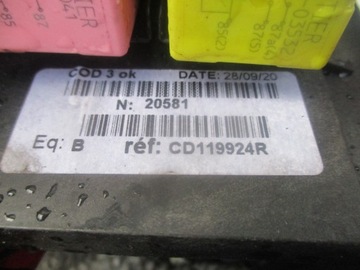 COD 3 ok DATE: 28/09/20
N: 20581
Eq: B réf: CD119924R